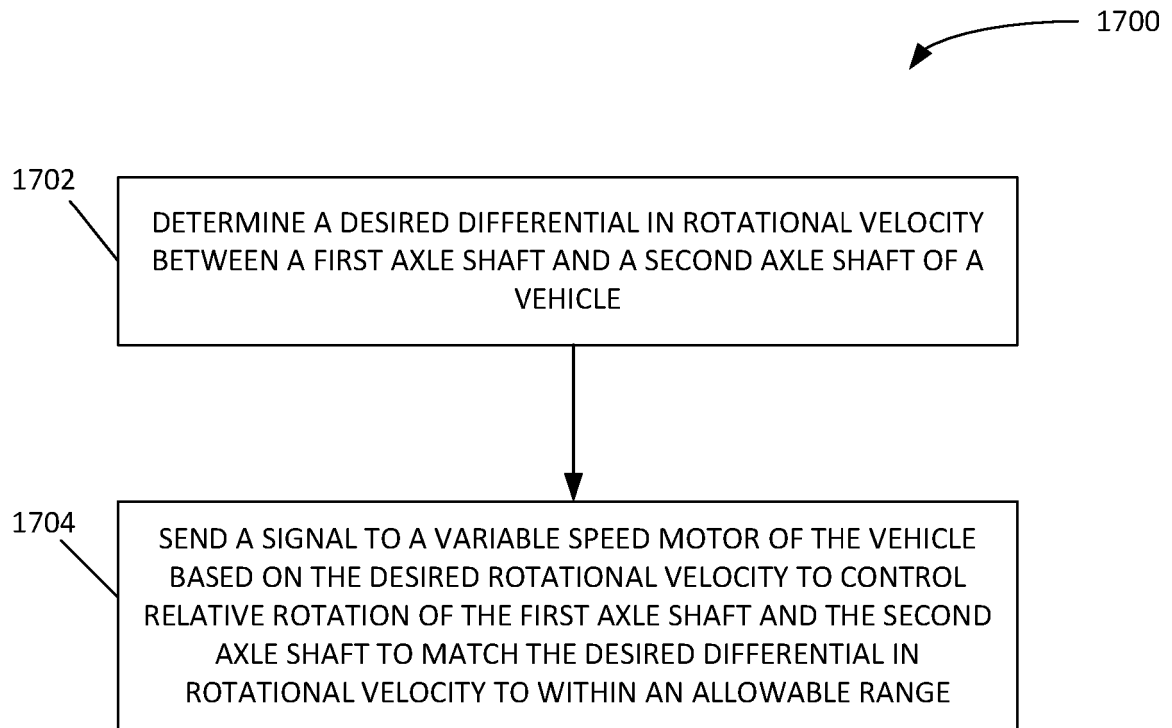 1700
1702
DETERMINE A DESIRED DIFFERENTIAL IN ROTATIONAL VELOCITY
BETWEEN A FIRST AXLE SHAFT AND A SECOND AXLE SHAFT OF A
VEHICLE
1704
SEND A SIGNAL TO A VARIABLE SPEED MOTOR OF THE VEHICLE
BASED ON THE DESIRED ROTATIONAL VELOCITY TO CONTROL
RELATIVE ROTATION OF THE FIRST AXLE SHAFT AND THE SECOND
AXLE SHAFT TO MATCH THE DESIRED DIFFERENTIAL IN
ROTATIONAL VELOCITY TO WITHIN AN ALLOWABLE RANGE